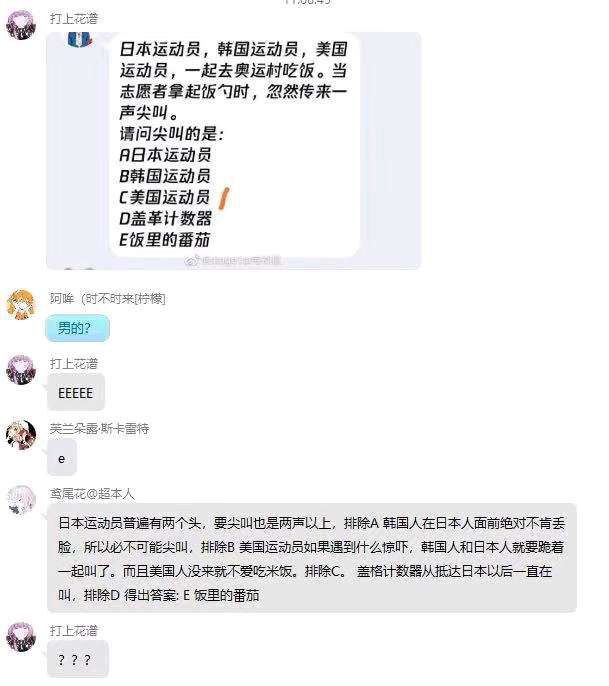 打上花谱
日本运动员，韩国运动员，美国
运动员，一起去奥运村吃饭。当
志愿者拿起饭勺时，忽然传来一
声尖叫。
请问尖叫的是：
A日本运动员
B韩国运动员
C美国运动员
D盖革计数器
E饭里的番茄
阿哞（时不时来[柠檬]
男的？
打上花谱
EEEEE
芙兰朵露·斯卡雷特
e
鸢尾花@超本人
日本运动员普遍有两个头，要尖叫也是两声以上，排除A 韩国人在日本人面前绝对不肯丢
脸，所以必不可能尖叫，排除B 美国运动员如果遇到什么惊吓，韩国人和日本人就要跪着
一起叫了。而且美国人没来就不爱吃米饭。排除C。 盖格计数器从抵达日本以后一直在
叫，排除D 得出答案: E 饭里的番茄
打上花谱
？？？